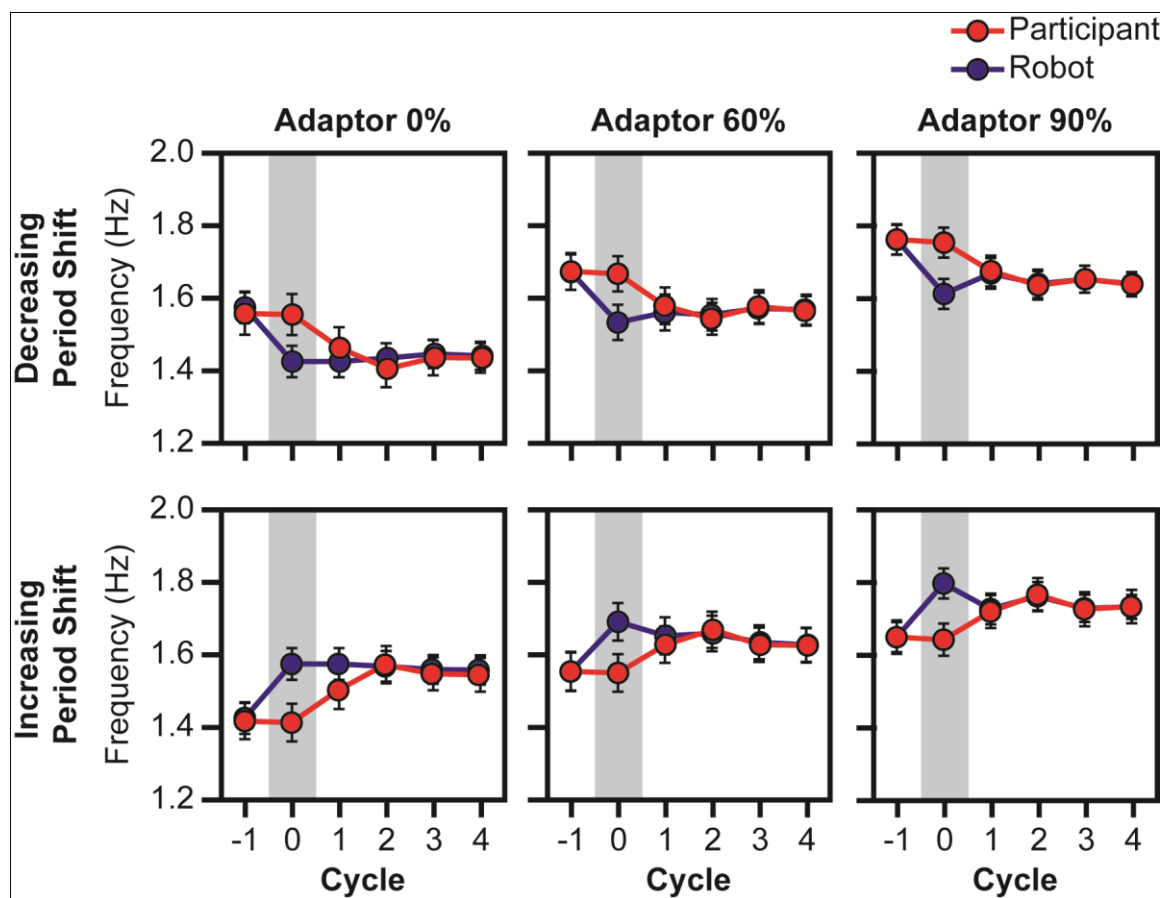 Participant
Robot
Adaptor 0%
Adaptor 60%
Adaptor 90%
Decreasing
Period Shift
Frequency (Hz)
2.0
1.8
1.6
1.4
1.2
Increasing
Period Shift
Frequency (Hz)
2.0
1.8
1.6
1.4
1.2
-1 0 1 2 3 4
-1 0 1 2 3 4
-1 0 1 2 3 4
Cycle
Cycle
Cycle